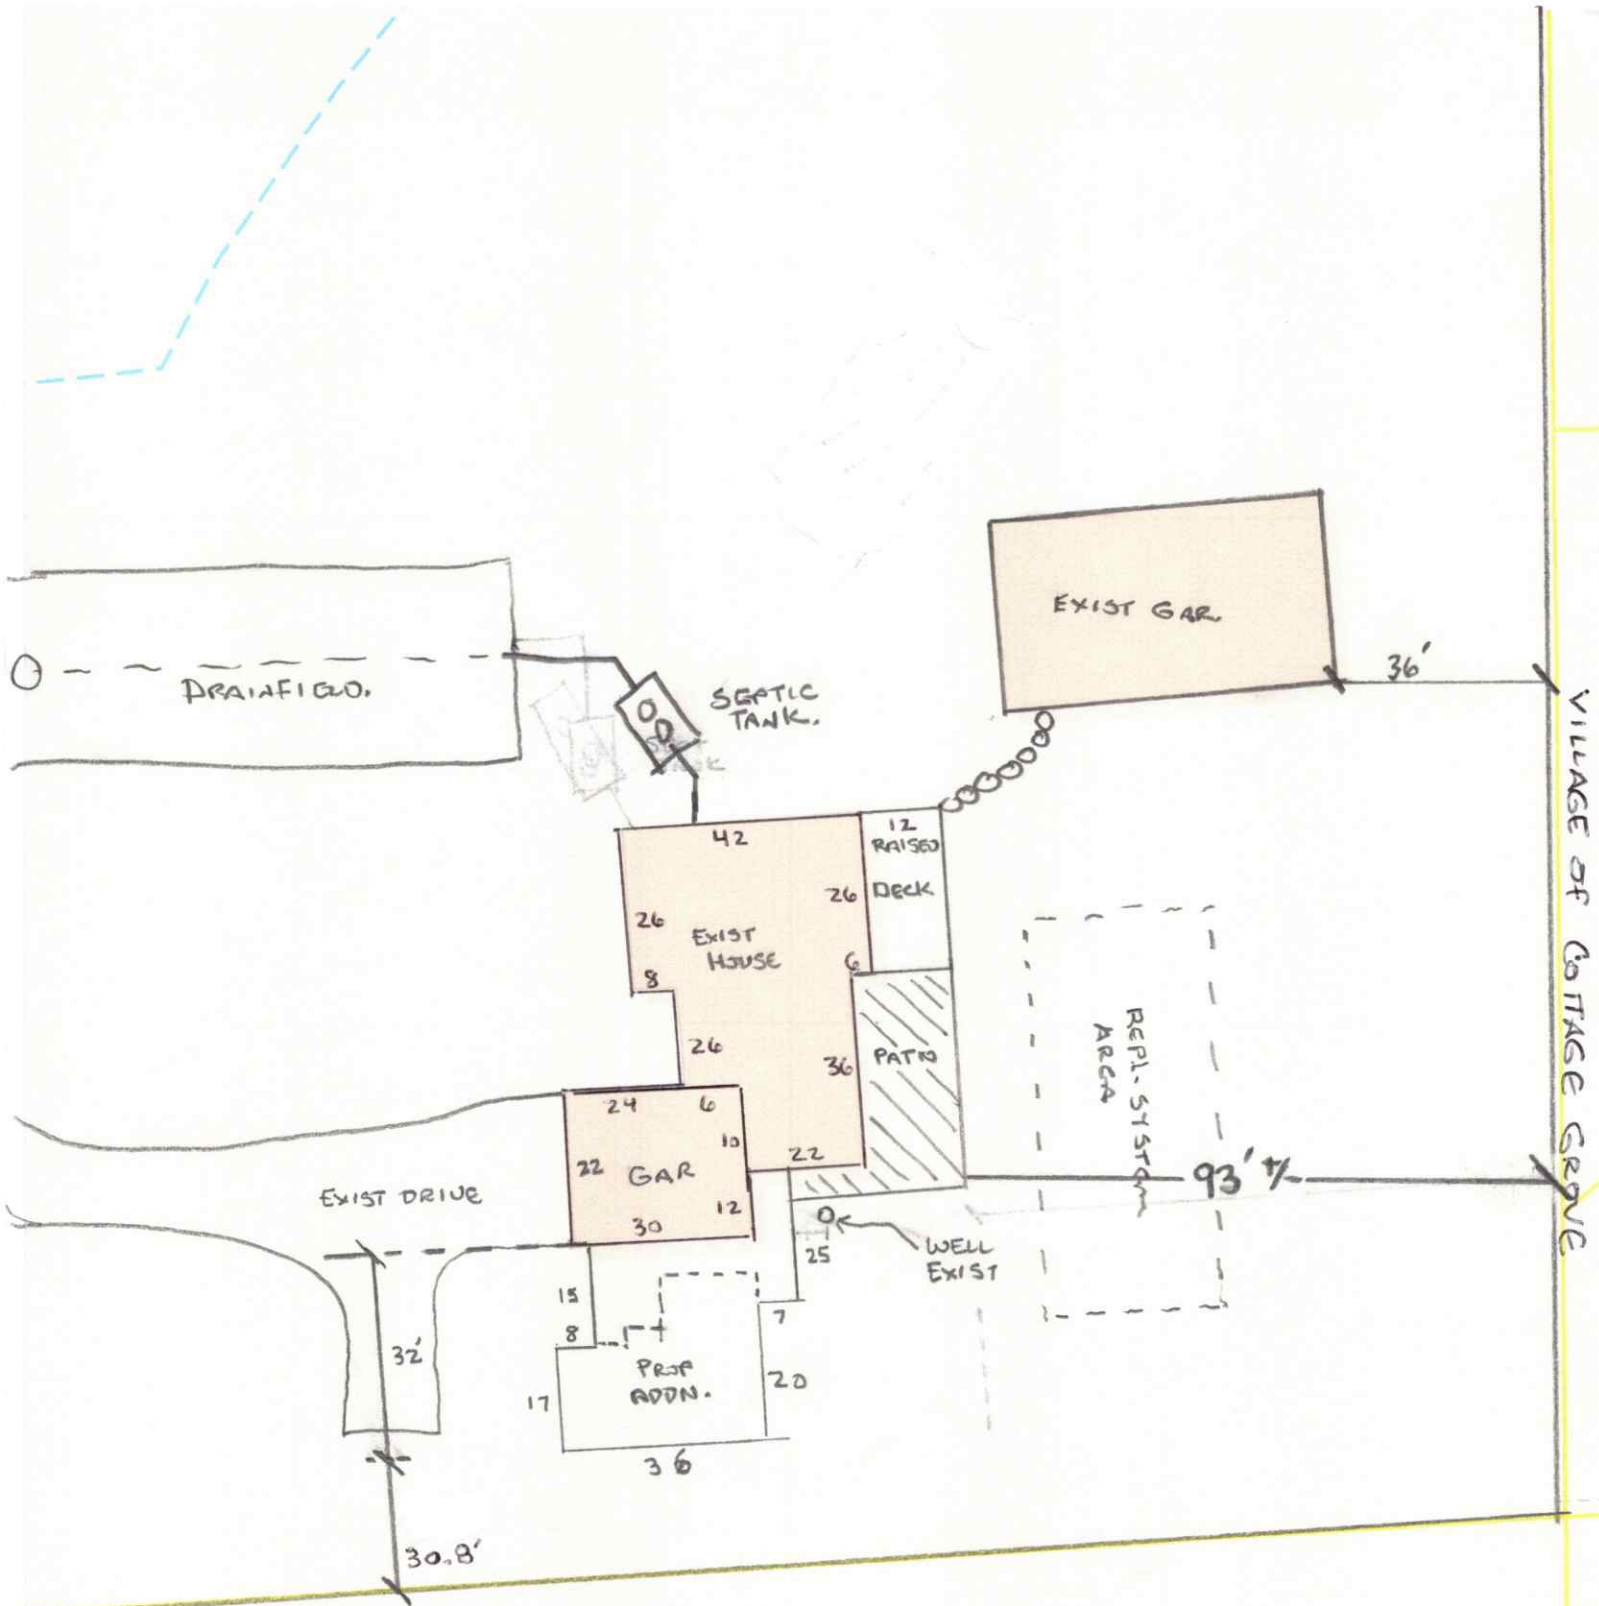 EXIST GAR.
36'
DRAINFIELD.
SEPTIC
TANK.
42
12
RAISED
DECK
26
26
EXIST
HOUSE
6
8
26
36
PATIO
REPL. SYSTEM
AREA
24
6
10
22
22
GAR
12
30
EXIST DRIVE
93' +/-
WELL
EXIST
25
15
8
7
PROP
ADDN.
17
20
36
32'
30.8'
VILLAGE OF COTTAGE GROVE